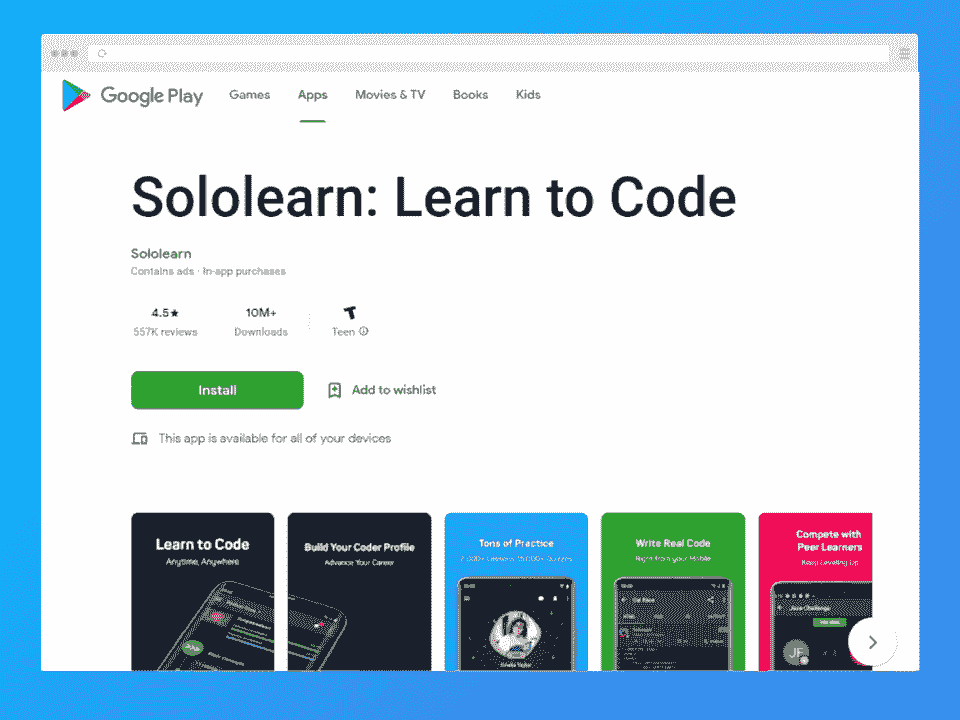 Google Play
Games
Apps
Movies & TV
Books
Kids
Sololearn: Learn to Code
Sololearn
Contains ads · In-app purchases
4.5★
557K reviews
10M+
Downloads
Teen
Install
Add to wishlist
This app is available for all of your devices
Learn to Code
Anytime, Anywhere
Build Your Coder Profile
Advance Your Career
Tons of Practice
Write Real Code
Right from your Mobile
Compete with
Peer Learners
Keep Leveling Up
JF